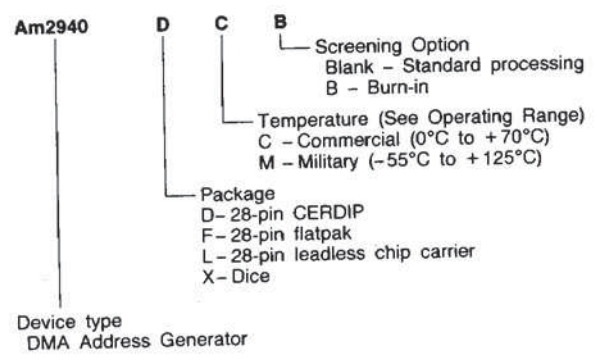 Am2940 D C B
Screening Option
Blank – Standard processing
B – Burn-in
Temperature (See Operating Range)
C – Commercial (0°C to +70°C)
M – Military (–55°C to +125°C)
Package
D – 28-pin CERDIP
F – 28-pin flatpak
L – 28-pin leadless chip carrier
X – Dice
Device type
DMA Address Generator